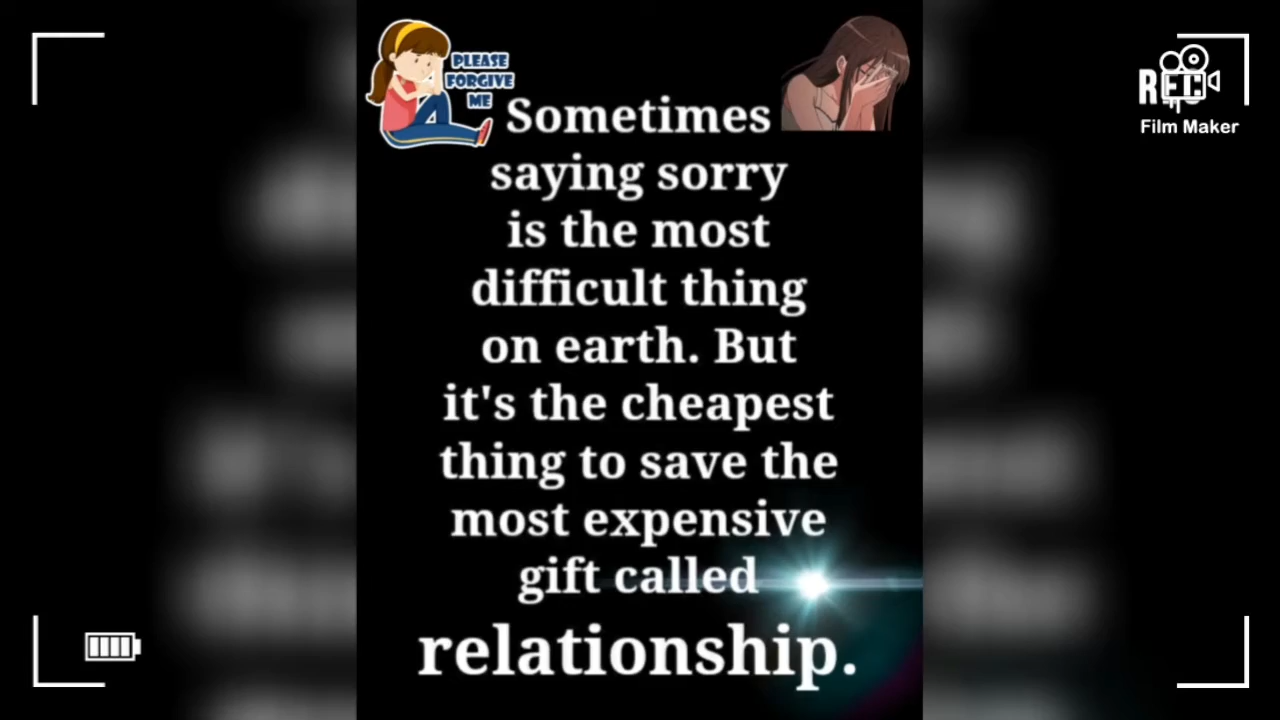 PLEASE
FORGIVE
ME
Sometimes
saying sorry
is the most
difficult thing
on earth. But
it's the cheapest
thing to save the
most expensive
gift called
relationship.
REC
Film Maker